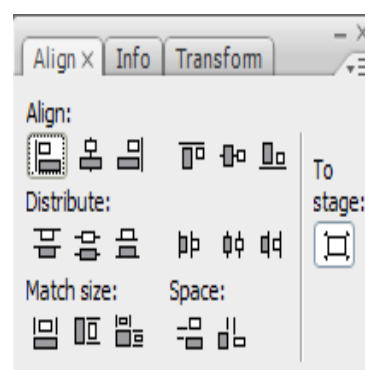 Align × Info Transform
Align:
To
stage:
Distribute:
Match size: Space: